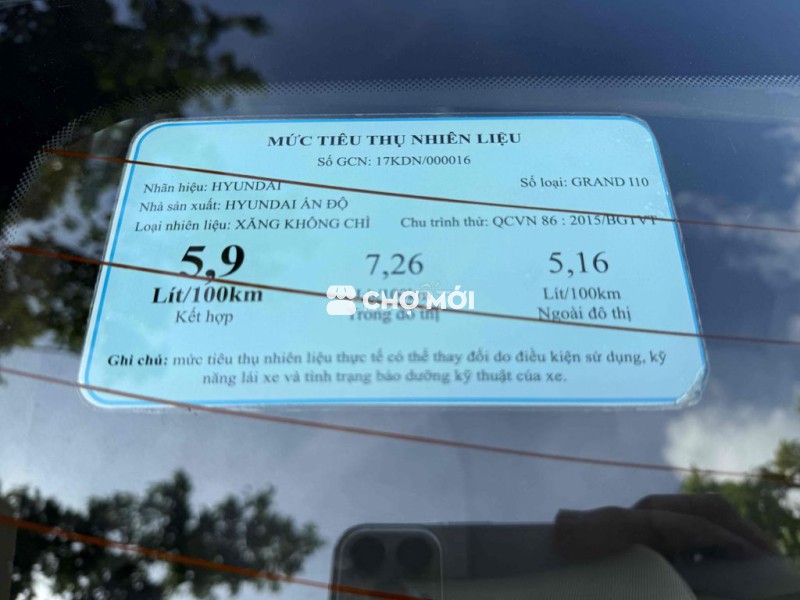 MỨC TIÊU THỤ NHIÊN LIỆU
Số GCN: 17KDN/000016
Nhãn hiệu: HYUNDAI
Số loại: GRAND I10
Nhà sản xuất: HYUNDAI ẤN ĐỘ
Loại nhiên liệu: XĂNG KHÔNG CHÌ
Chu trình thử: QCVN 86 : 2015/BGTVT
5,9
7,26
5,16
Lít/100km
Lít/100km
Lít/100km
CHỢ TỐT
Kết hợp
Trong đô thị
Ngoài đô thị
Ghi chú: mức tiêu thụ nhiên liệu thực tế có thể thay đổi do điều kiện sử dụng, kỹ
năng lái xe và tình trạng bảo dưỡng kỹ thuật của xe.